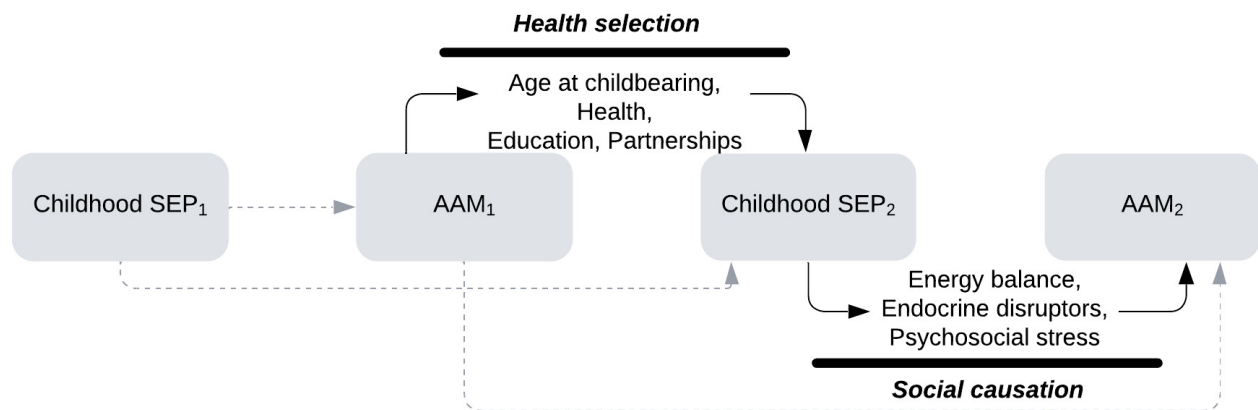 Health selection
Age at childbearing,
Health,
Education, Partnerships
Childhood SEP₁
AAM₁
Childhood SEP₂
AAM₂
Energy balance,
Endocrine disruptors,
Psychosocial stress
Social causation